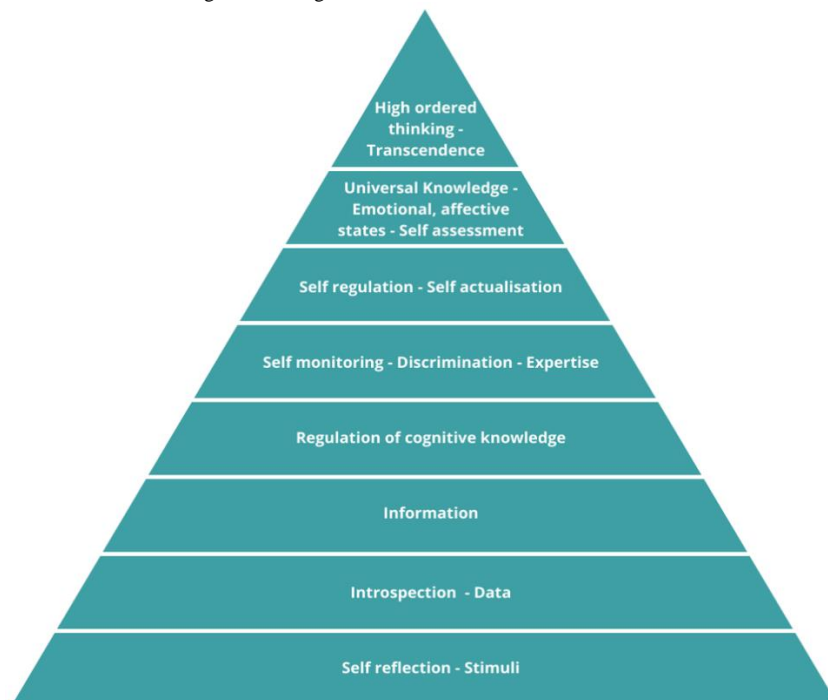 High ordered
thinking -
Transcendence
Universal Knowledge -
Emotional, affective
states - Self assessment
Self regulation - Self actualisation
Self monitoring - Discrimination - Expertise
Regulation of cognitive knowledge
Information
Introspection  - Data
Self reflection - Stimuli